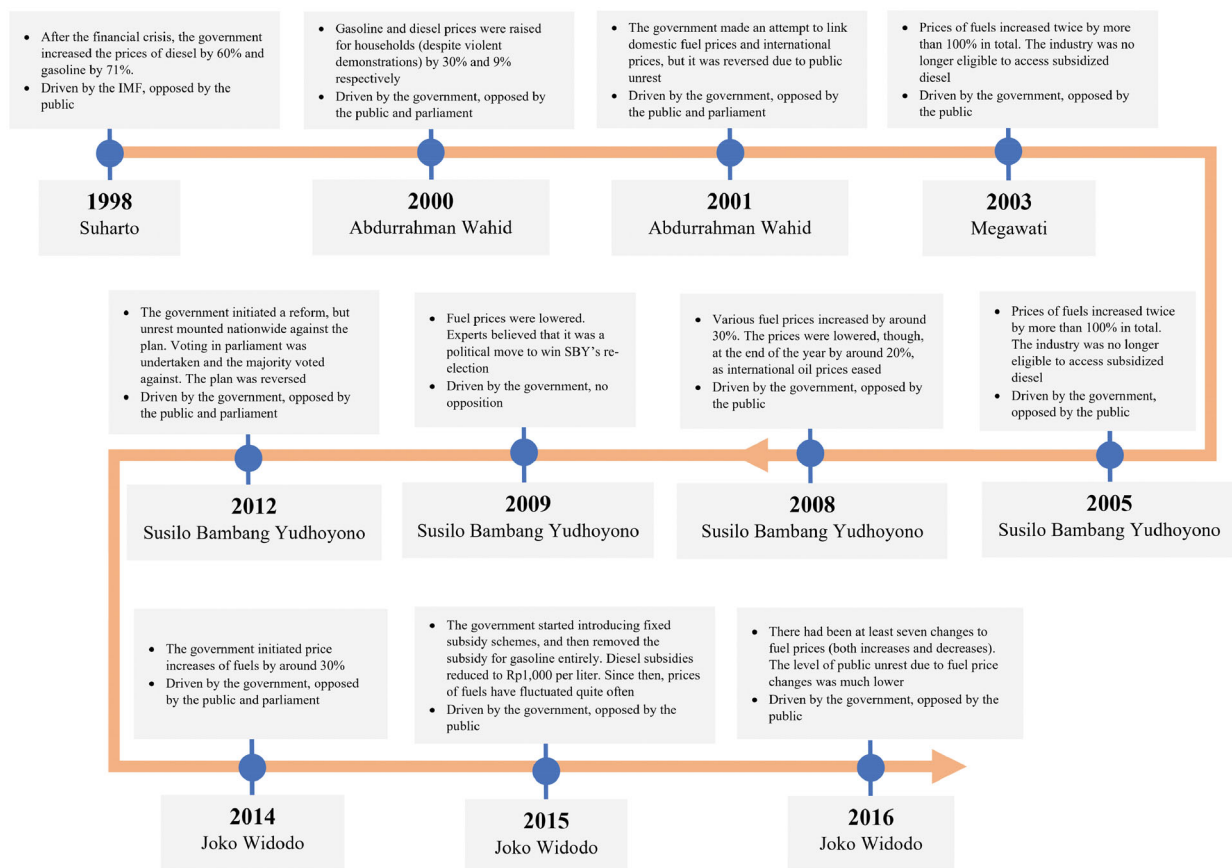 • After the financial crisis, the government
increased the prices of diesel by 60% and
gasoline by 71%.
• Driven by the IMF, opposed by the
public
1998
Suharto
• Gasoline and diesel prices were raised
for households (despite violent
demonstrations) by 30% and 9%
respectively
• Driven by the government, opposed by
the public and parliament
2000
Abdurrahman Wahid
• The government made an attempt to link
domestic fuel prices and international
prices, but it was reversed due to public
unrest
• Driven by the government, opposed by
the public and parliament
2001
Abdurrahman Wahid
• Prices of fuels increased twice by more
than 100% in total. The industry was no
longer eligible to access subsidized
diesel
• Driven by the government, opposed by
the public
2003
Megawati
• Prices of fuels increased twice
by more than 100% in total.
The industry was no longer
eligible to access subsidized
diesel
• Driven by the government,
opposed by the public
2005
Susilo Bambang Yudhoyono
• Various fuel prices increased by around
30%. The prices were lowered, though,
at the end of the year by around 20%,
as international oil prices eased
• Driven by the government, opposed by
the public
2008
Susilo Bambang Yudhoyono
• Fuel prices were lowered.
Experts believed that it was a
political move to win SBY’s re-
election
• Driven by the government, no
opposition
2009
Susilo Bambang Yudhoyono
• The government initiated a reform, but
unrest mounted nationwide against the
plan. Voting in parliament was
undertaken and the majority voted
against. The plan was reversed
• Driven by the government, opposed by
the public and parliament
2012
Susilo Bambang Yudhoyono
• The government initiated price
increases of fuels by around 30%
• Driven by the government, opposed
by the public and parliament
2014
Joko Widodo
• The government started introducing fixed
subsidy schemes, and then removed the
subsidy for gasoline entirely. Diesel subsidies
reduced to Rp1,000 per liter. Since then, prices
of fuels have fluctuated quite often
• Driven by the government, opposed by the
public
2015
Joko Widodo
• There had been at least seven changes to
fuel prices (both increases and decreases).
The level of public unrest due to fuel price
changes was much lower
• Driven by the government, opposed by the
public
2016
Joko Widodo